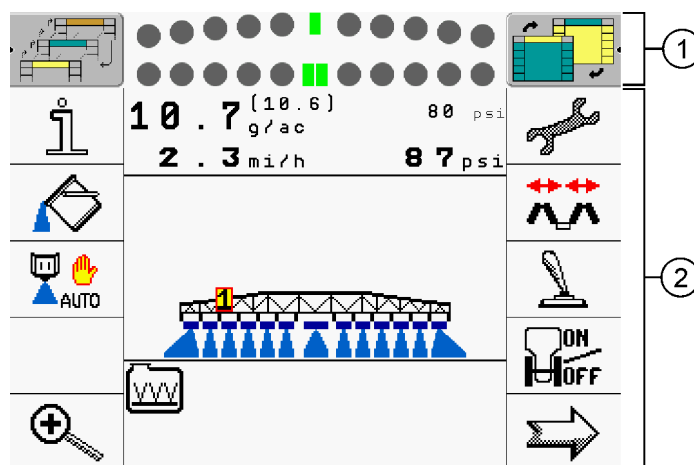 1
10.7 (10.6) g/ac 80 psi
2.3 mi/h 87 psi
AUTO
1
2
ON
OFF